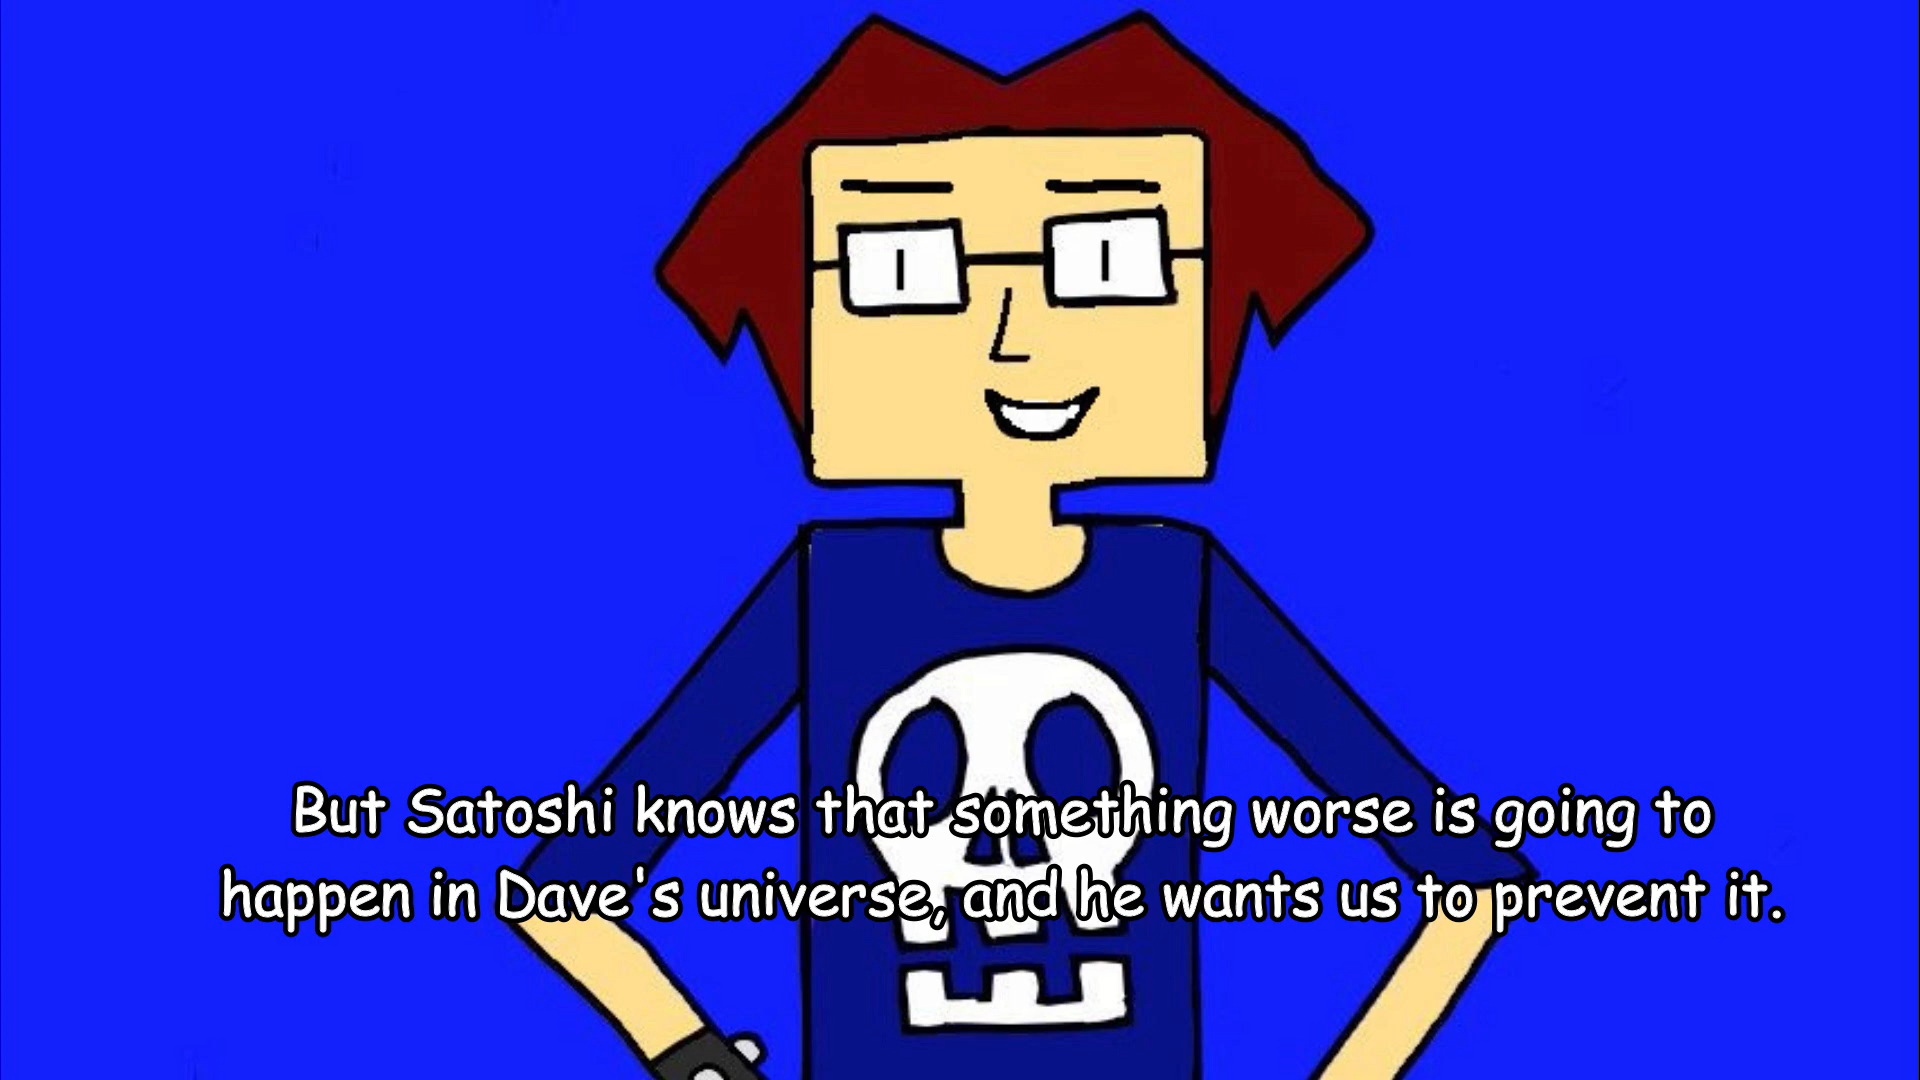 But Satoshi knows that something worse is going to
happen in Dave's universe, and he wants us to prevent it.